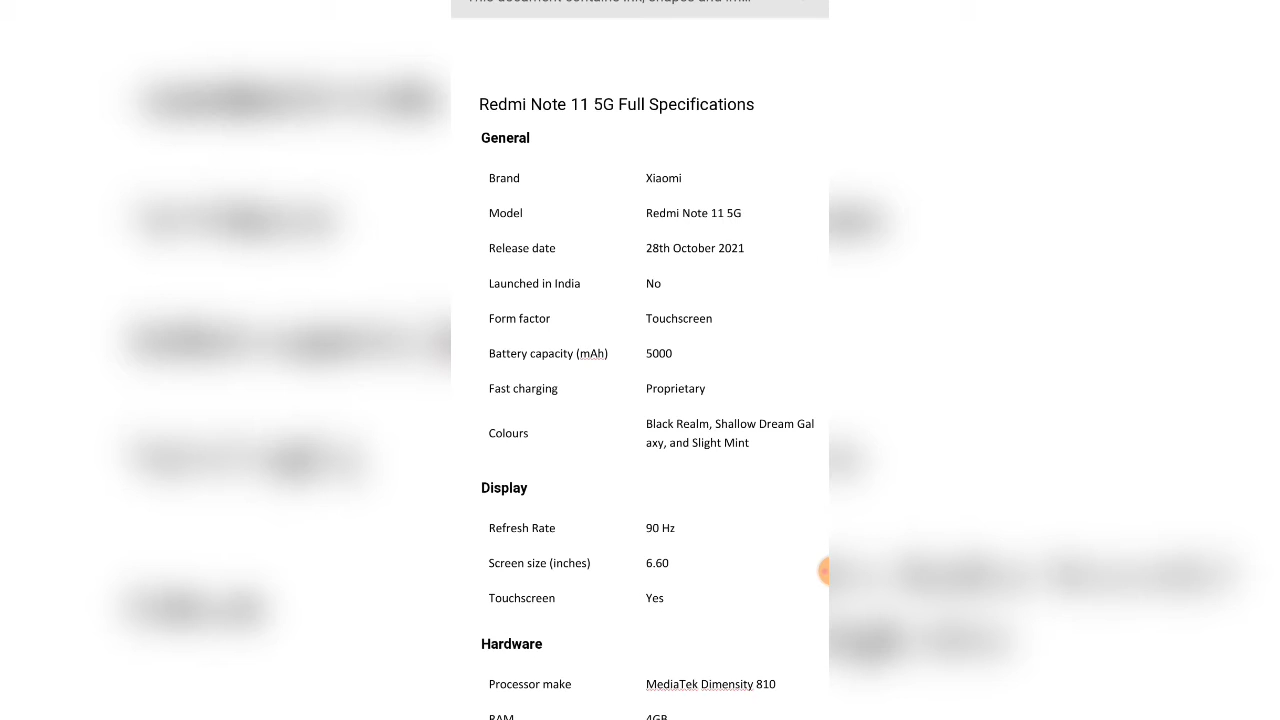 Redmi Note 11 5G Full Specifications
General
Brand Xiaomi
Model Redmi Note 11 5G
Release date 28th October 2021
Launched in India No
Form factor Touchscreen
Battery capacity (mAh) 5000
Fast charging Proprietary
Colours Black Realm, Shallow Dream Gal
axy, and Slight Mint
Display
Refresh Rate 90 Hz
Screen size (inches) 6.60
Touchscreen Yes
Hardware
Processor make MediaTek Dimensity 810
RAM 4GB